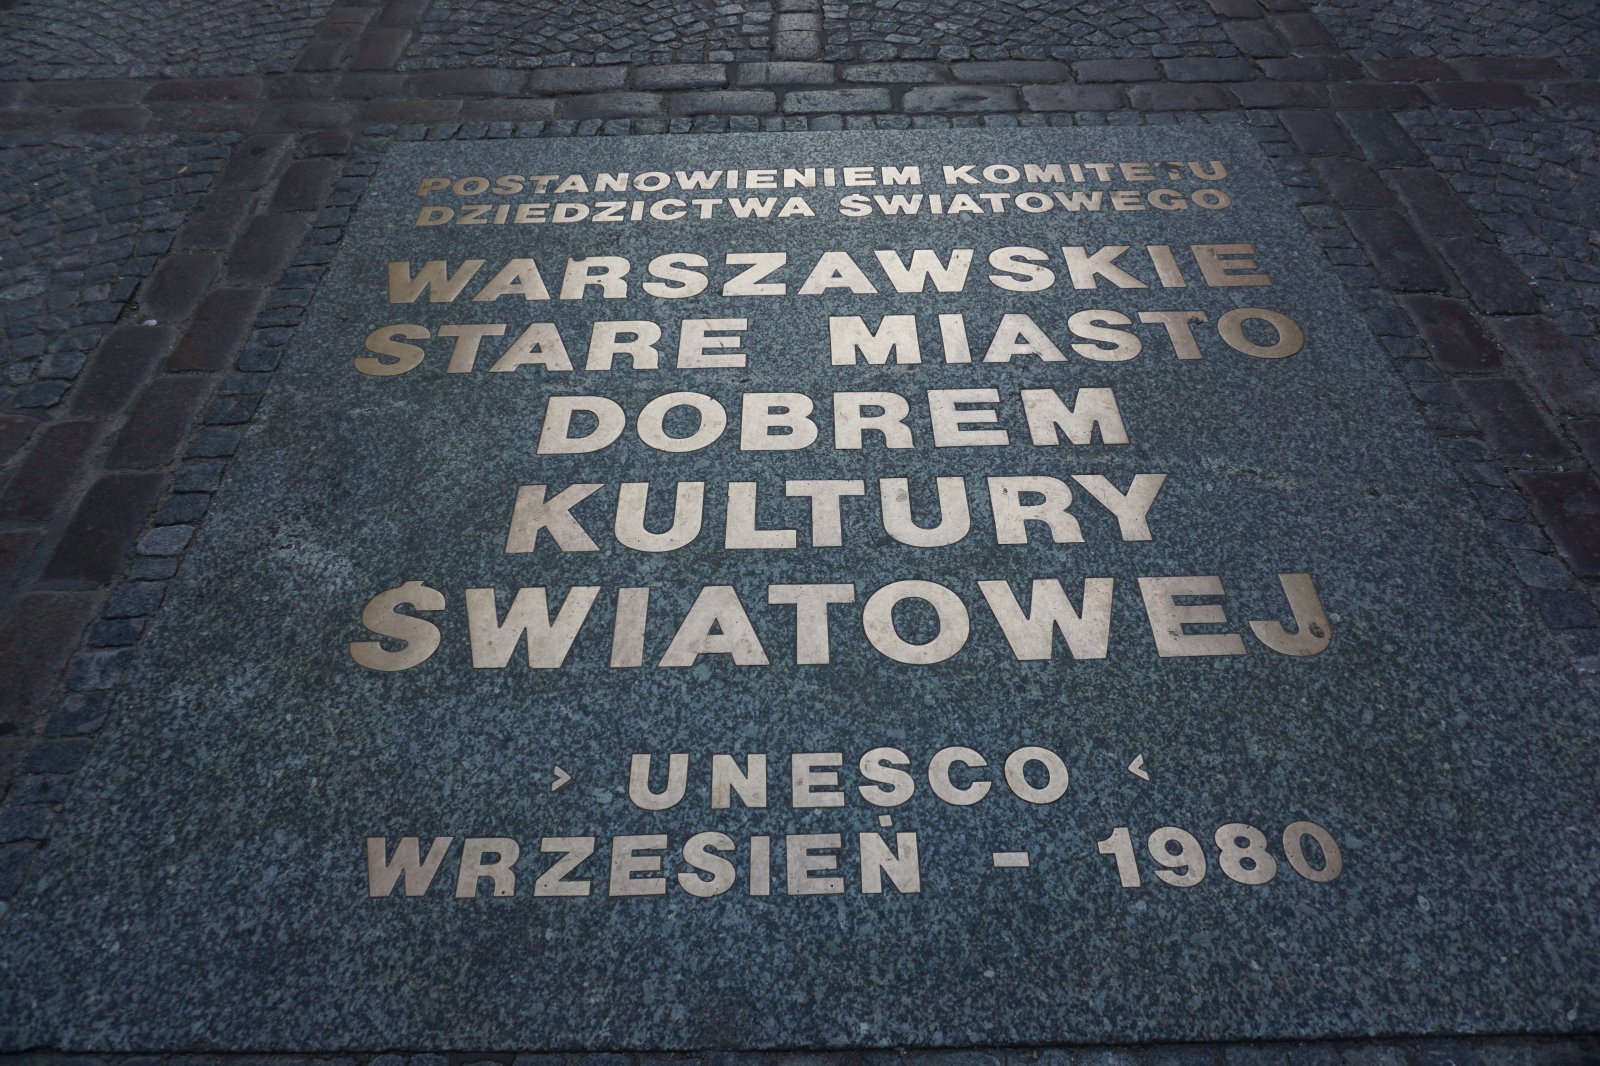 POSTANOWIENIEM KOMITETU
DZIEDZICTWA ŚWIATOWEGO
WARSZAWSKIE
STARE MIASTO
DOBREM
KULTURY
ŚWIATOWEJ
> UNESCO <
WRZESIEŃ - 1980